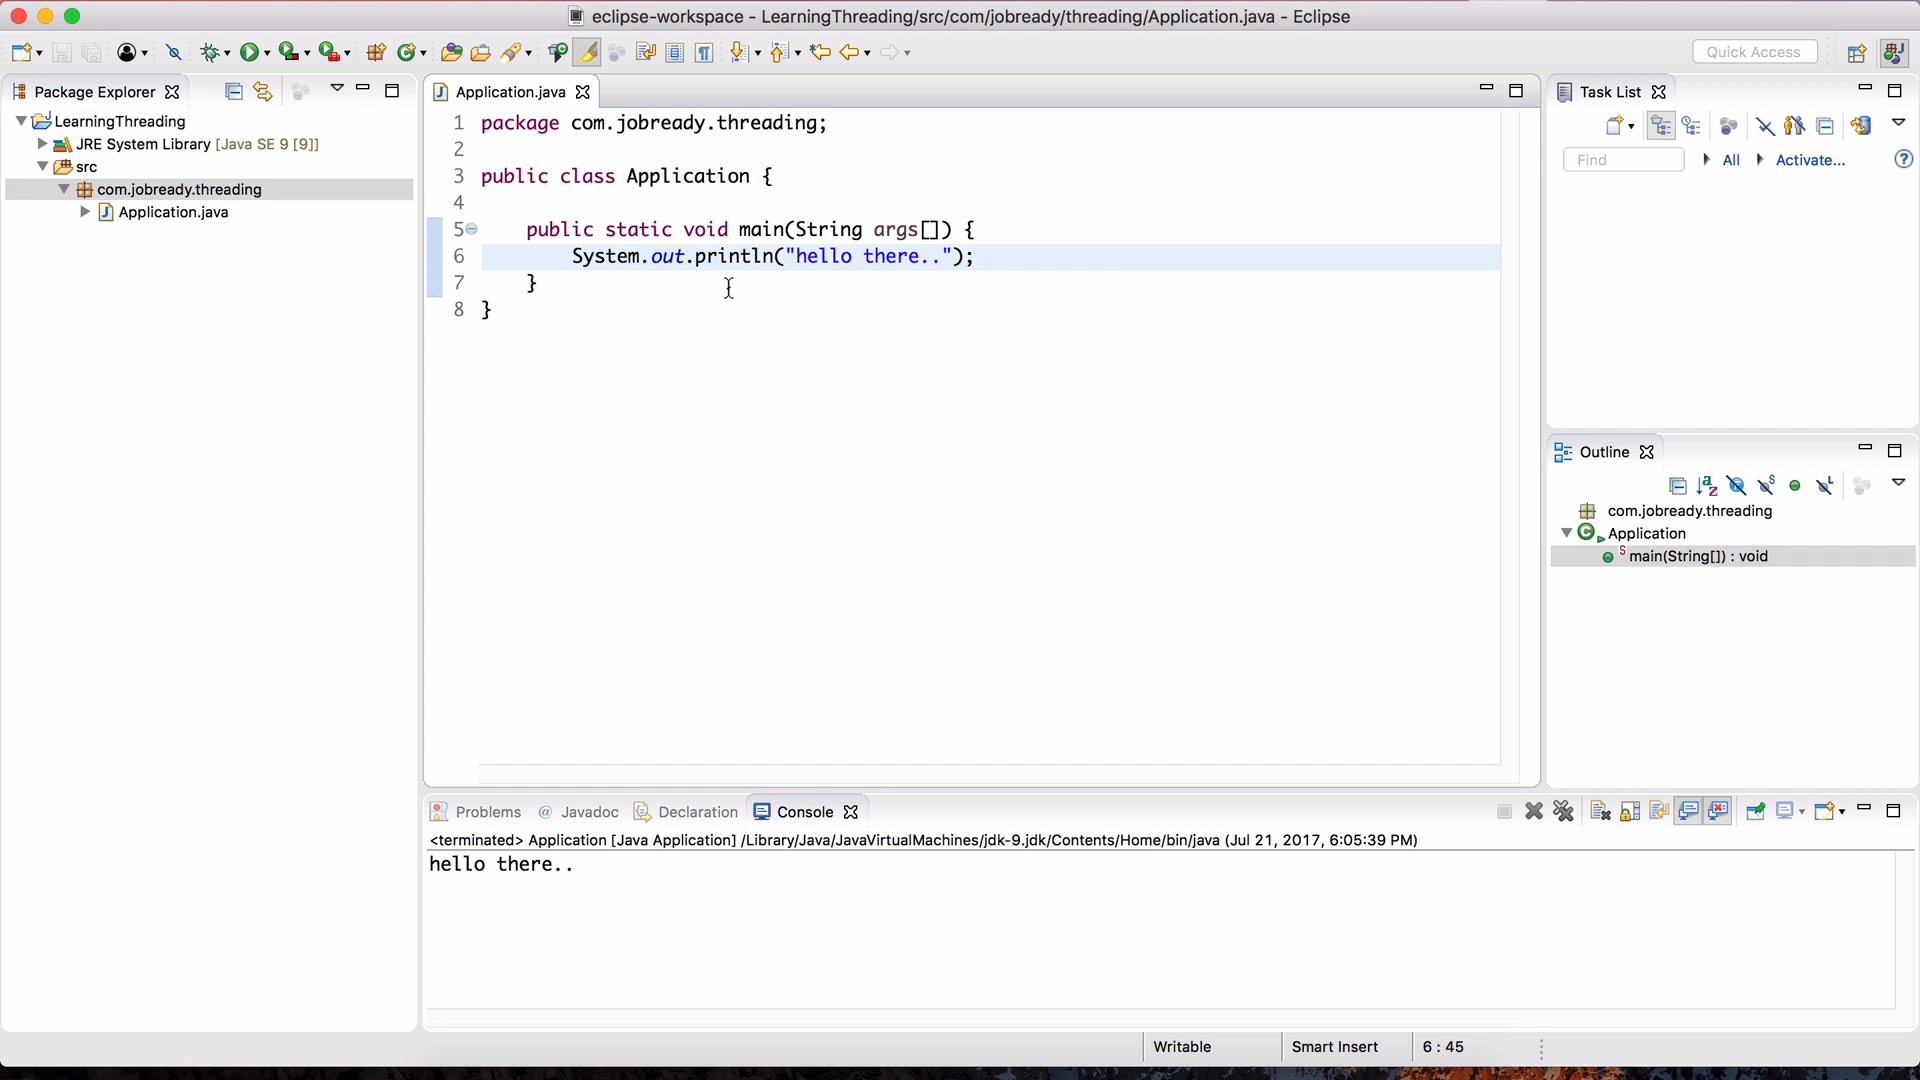 eclipse-workspace - LearningThreading/src/com/jobready/threading/Application.java - Eclipse
Quick Access
Package Explorer
LearningThreading
JRE System Library [Java SE 9 [9]]
src
com.jobready.threading
Application.java
Application.java
1 package com.jobready.threading;
2
3 public class Application {
4
5 public static void main(String args[]) {
6 System.out.println("hello there..");
7 }
8 }
Task List
Find
All
Activate...
Outline
com.jobready.threading
Application
main(String[]) : void
Problems
@ Javadoc
Declaration
Console
<terminated> Application [Java Application] /Library/Java/JavaVirtualMachines/jdk-9.jdk/Contents/Home/bin/java (Jul 21, 2017, 6:05:39 PM)
hello there..
Writable
Smart Insert
6 : 45